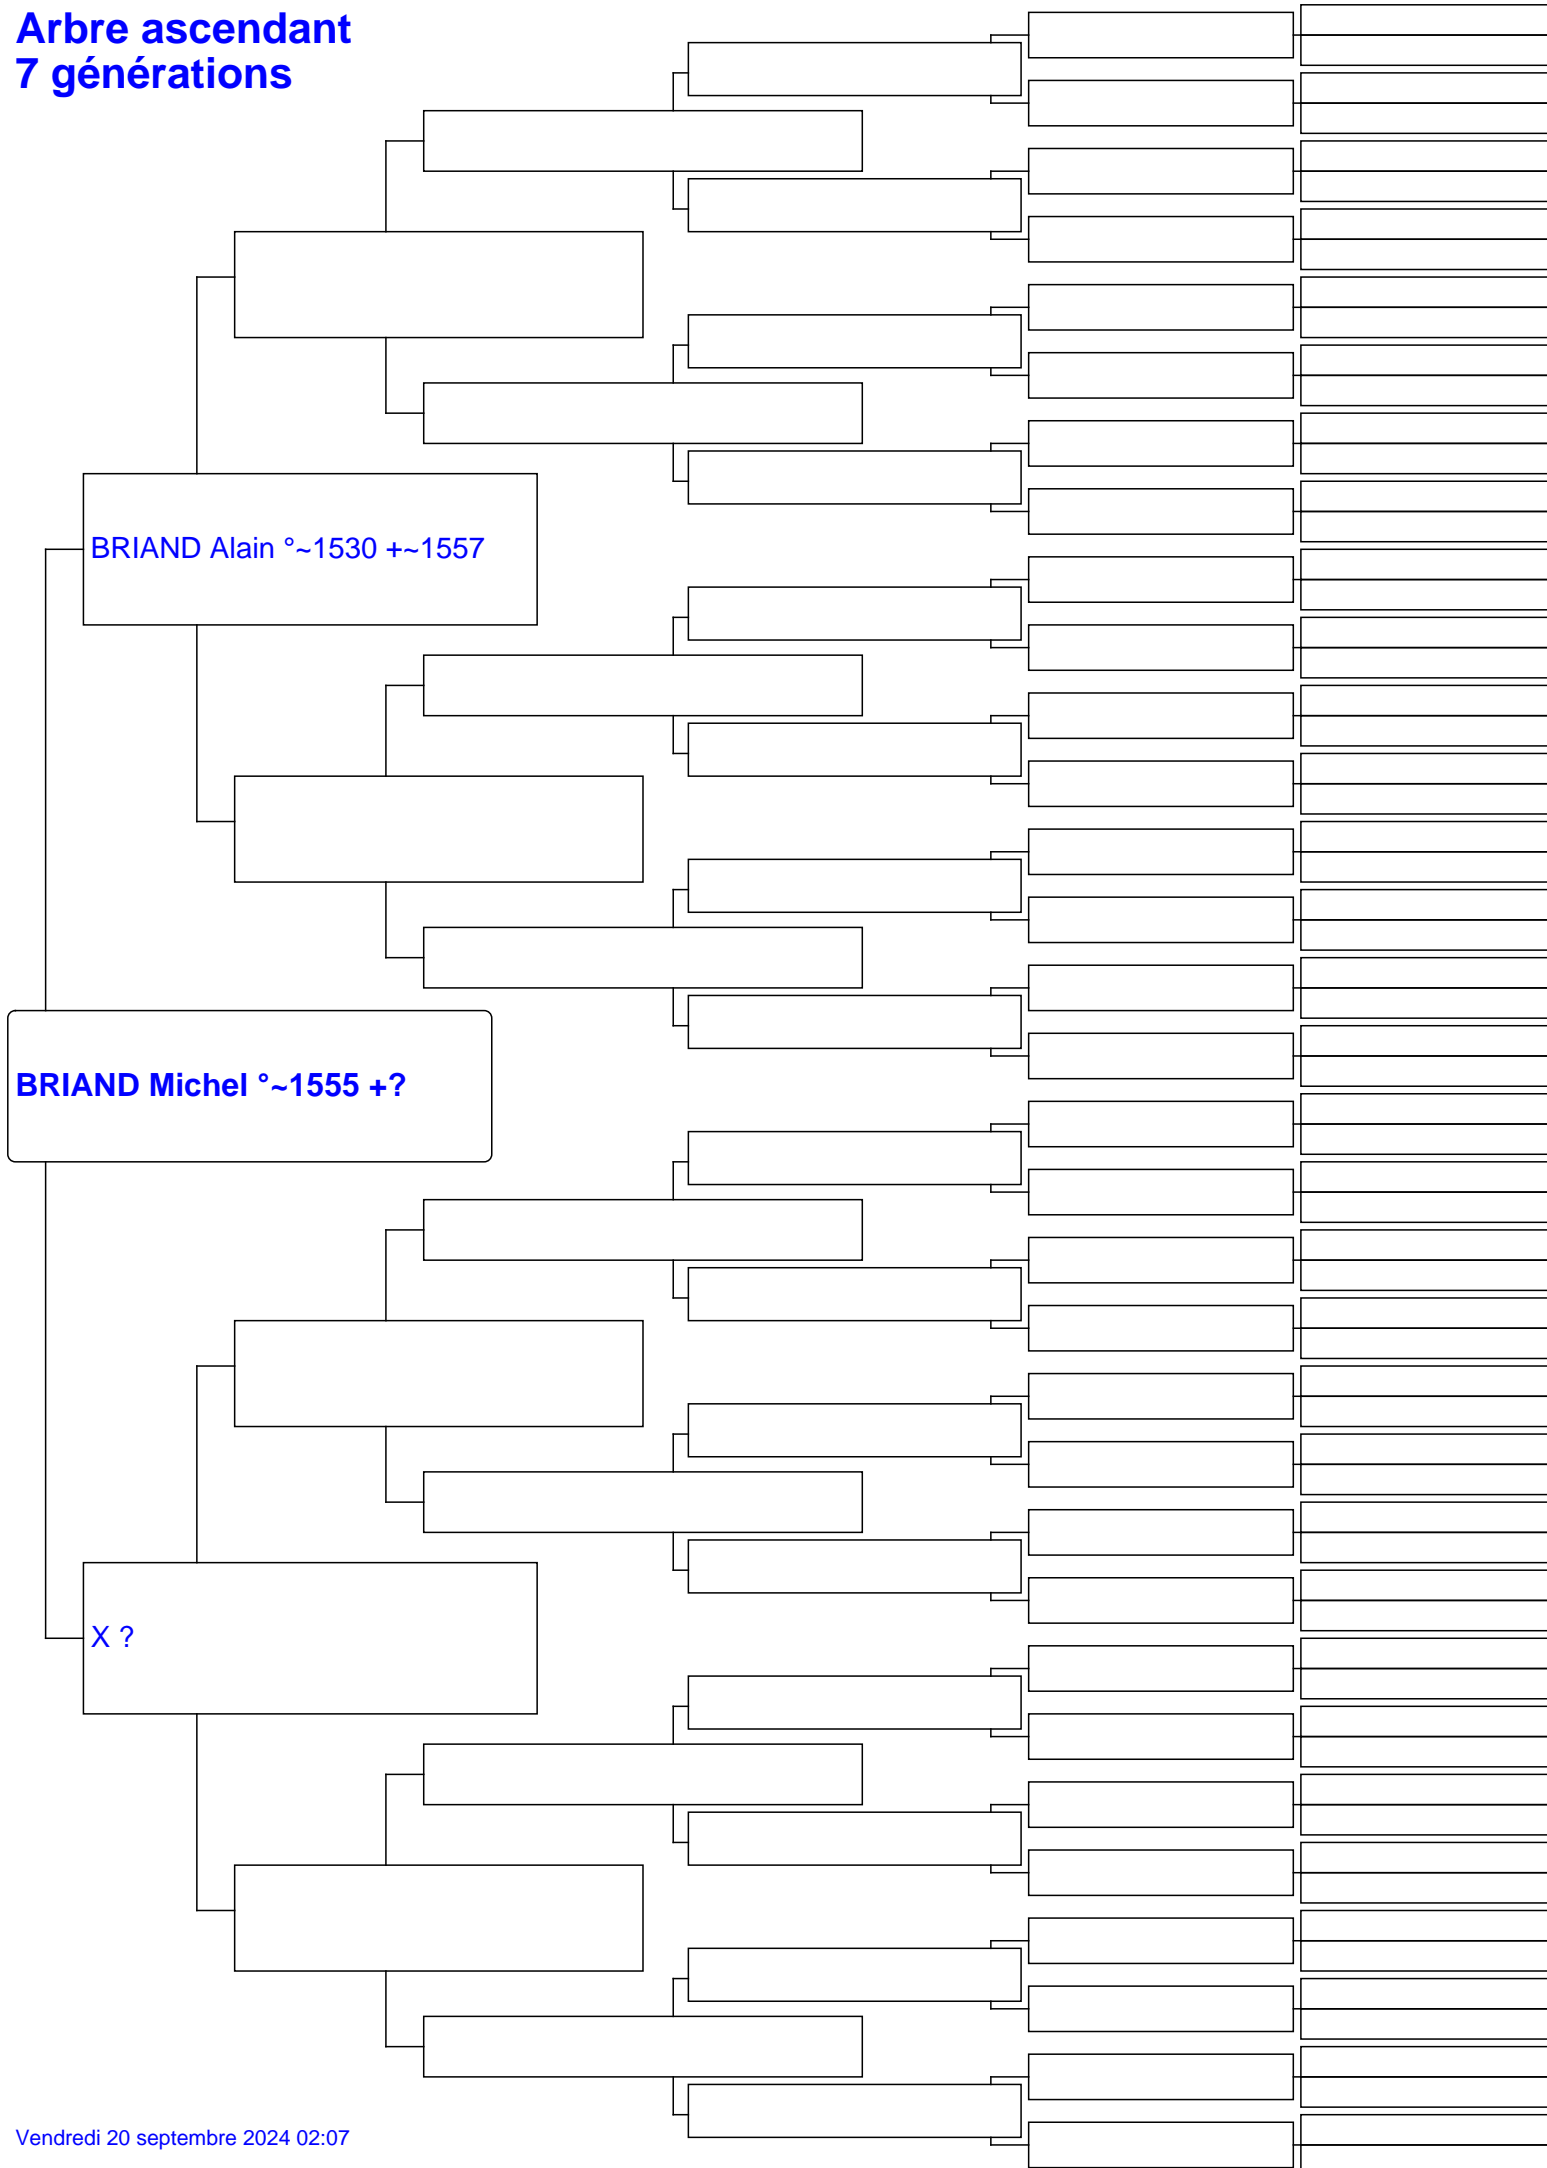 Arbre ascendant
7 générations
BRIAND Alain °~1530 +~1557
BRIAND Michel °~1555 +?
X ?
Vendredi 20 septembre 2024 02:07